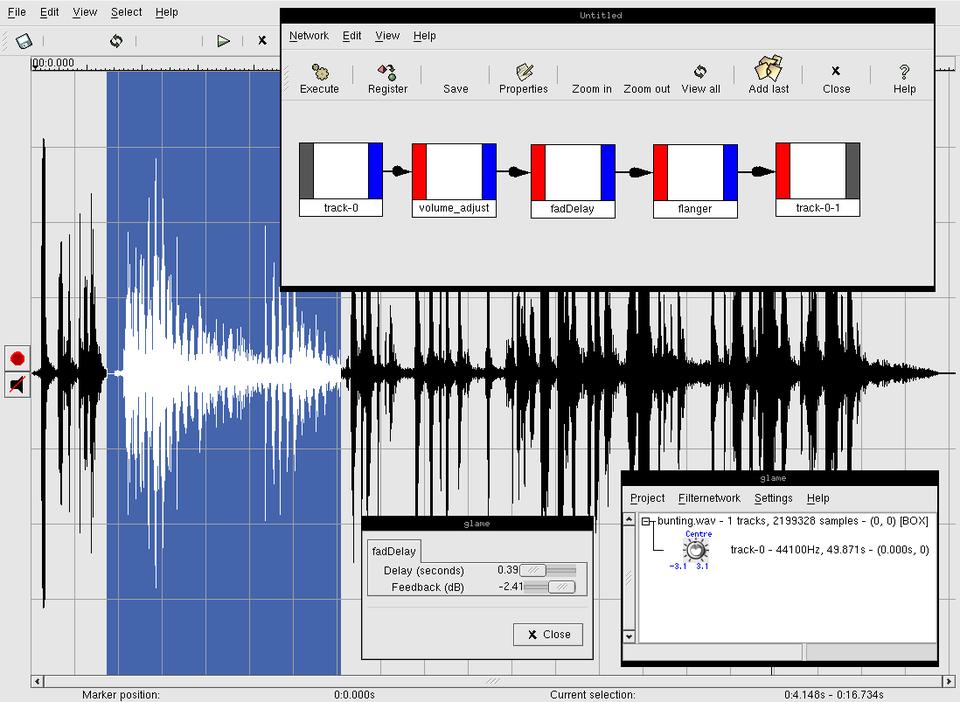 File Edit View Select Help
00:0.000
Untitled
Network Edit View Help
Execute Register Save Properties Zoom in Zoom out View all Add last Close Help
track-0 volume_adjust fadDelay flanger track-0-1
glame
fadDelay
Delay (seconds) 0.39
Feedback (dB) -2.41
Close
glame
Project Filternetwork Settings Help
bunting.wav - 1 tracks, 2199328 samples - (0, 0) [BOX]
Centre
track-0 - 44100Hz, 49.871s - (0.000s, 0)
-3.1 3.1
Marker position: 0:0.000s Current selection: 0:4.148s - 0:16.734s